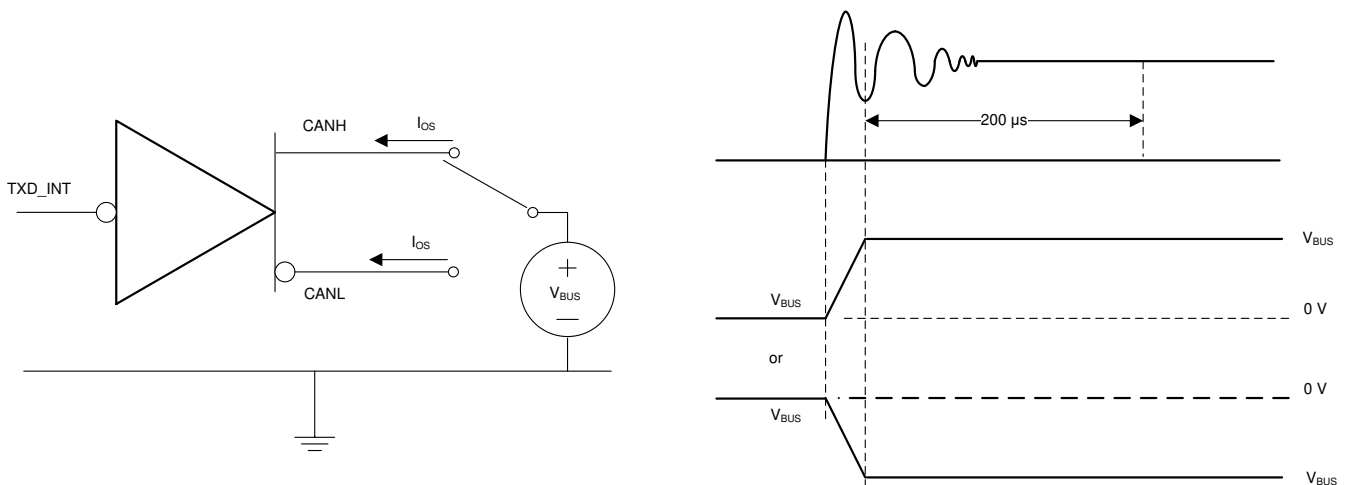 CANH
I_OS
TXD_INT
I_OS
CANL
+
V_BUS
—
200 µs
V_BUS
V_BUS
0 V
or
0 V
V_BUS
V_BUS